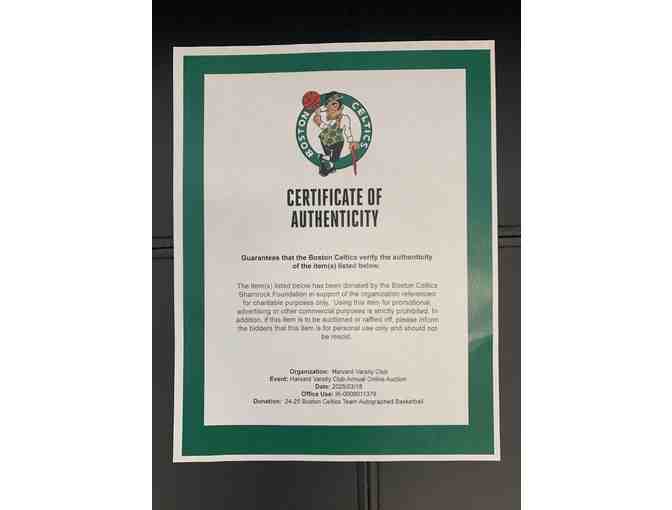 BOSTON CELTICS
CERTIFICATE OF
AUTHENTICITY
Guarantees that the Boston Celtics verify the authenticity
of the item(s) listed below.
The item(s) listed below has been donated by the Boston Celtics
Shamrock Foundation in support of the organization referenced
for charitable purposes only. Using this item for promotional,
advertising or other commercial purposes is strictly prohibited. In
addition, if this item is to be auctioned or raffled off, please inform
the bidders that this item is for personal use only and should not
be resold.
Organization: Harvard Varsity Club
Event: Harvard Varsity Club Annual Online Auction
Date: 2025/03/18
Office Use:
Donation: 24-25 Boston Celtics Team Autographed Basketball